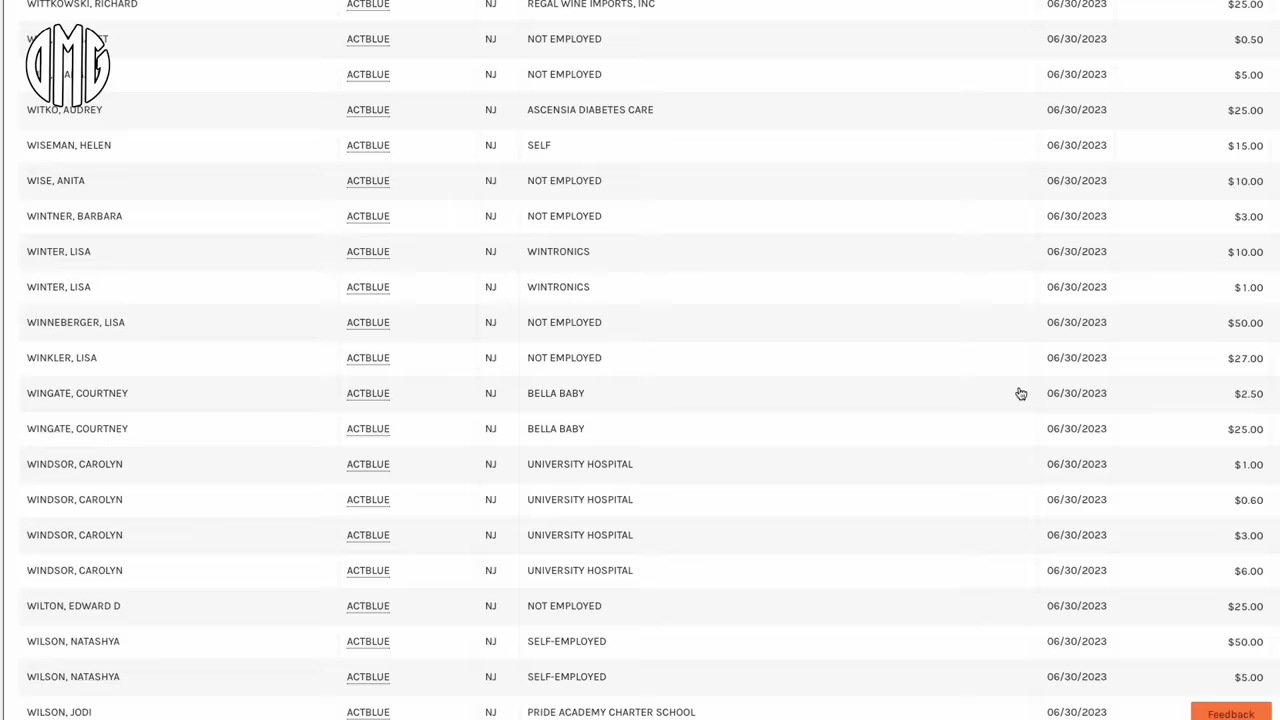 WITTKOWSKI, RICHARD ACTBLUE NJ REGAL WINE IMPORTS, INC 06/30/2023 $25.00
ACTBLUE NJ NOT EMPLOYED 06/30/2023 $0.50
ACTBLUE NJ NOT EMPLOYED 06/30/2023 $5.00
OMG
WITKO, AUDREY ACTBLUE NJ ASCENSIA DIABETES CARE 06/30/2023 $25.00
WISEMAN, HELEN ACTBLUE NJ SELF 06/30/2023 $15.00
WISE, ANITA ACTBLUE NJ NOT EMPLOYED 06/30/2023 $10.00
WINTNER, BARBARA ACTBLUE NJ NOT EMPLOYED 06/30/2023 $3.00
WINTER, LISA ACTBLUE NJ WINTRONICS 06/30/2023 $10.00
WINTER, LISA ACTBLUE NJ WINTRONICS 06/30/2023 $1.00
WINNEBERGER, LISA ACTBLUE NJ NOT EMPLOYED 06/30/2023 $50.00
WINKLER, LISA ACTBLUE NJ NOT EMPLOYED 06/30/2023 $27.00
WINGATE, COURTNEY ACTBLUE NJ BELLA BABY 06/30/2023 $2.50
WINGATE, COURTNEY ACTBLUE NJ BELLA BABY 06/30/2023 $25.00
WINDSOR, CAROLYN ACTBLUE NJ UNIVERSITY HOSPITAL 06/30/2023 $1.00
WINDSOR, CAROLYN ACTBLUE NJ UNIVERSITY HOSPITAL 06/30/2023 $0.60
WINDSOR, CAROLYN ACTBLUE NJ UNIVERSITY HOSPITAL 06/30/2023 $3.00
WINDSOR, CAROLYN ACTBLUE NJ UNIVERSITY HOSPITAL 06/30/2023 $6.00
WILTON, EDWARD D ACTBLUE NJ NOT EMPLOYED 06/30/2023 $25.00
WILSON, NATASHYA ACTBLUE NJ SELF-EMPLOYED 06/30/2023 $50.00
WILSON, NATASHYA ACTBLUE NJ SELF-EMPLOYED 06/30/2023 $5.00
WILSON, JODI ACTBLUE NJ PRIDE ACADEMY CHARTER SCHOOL
Feedback